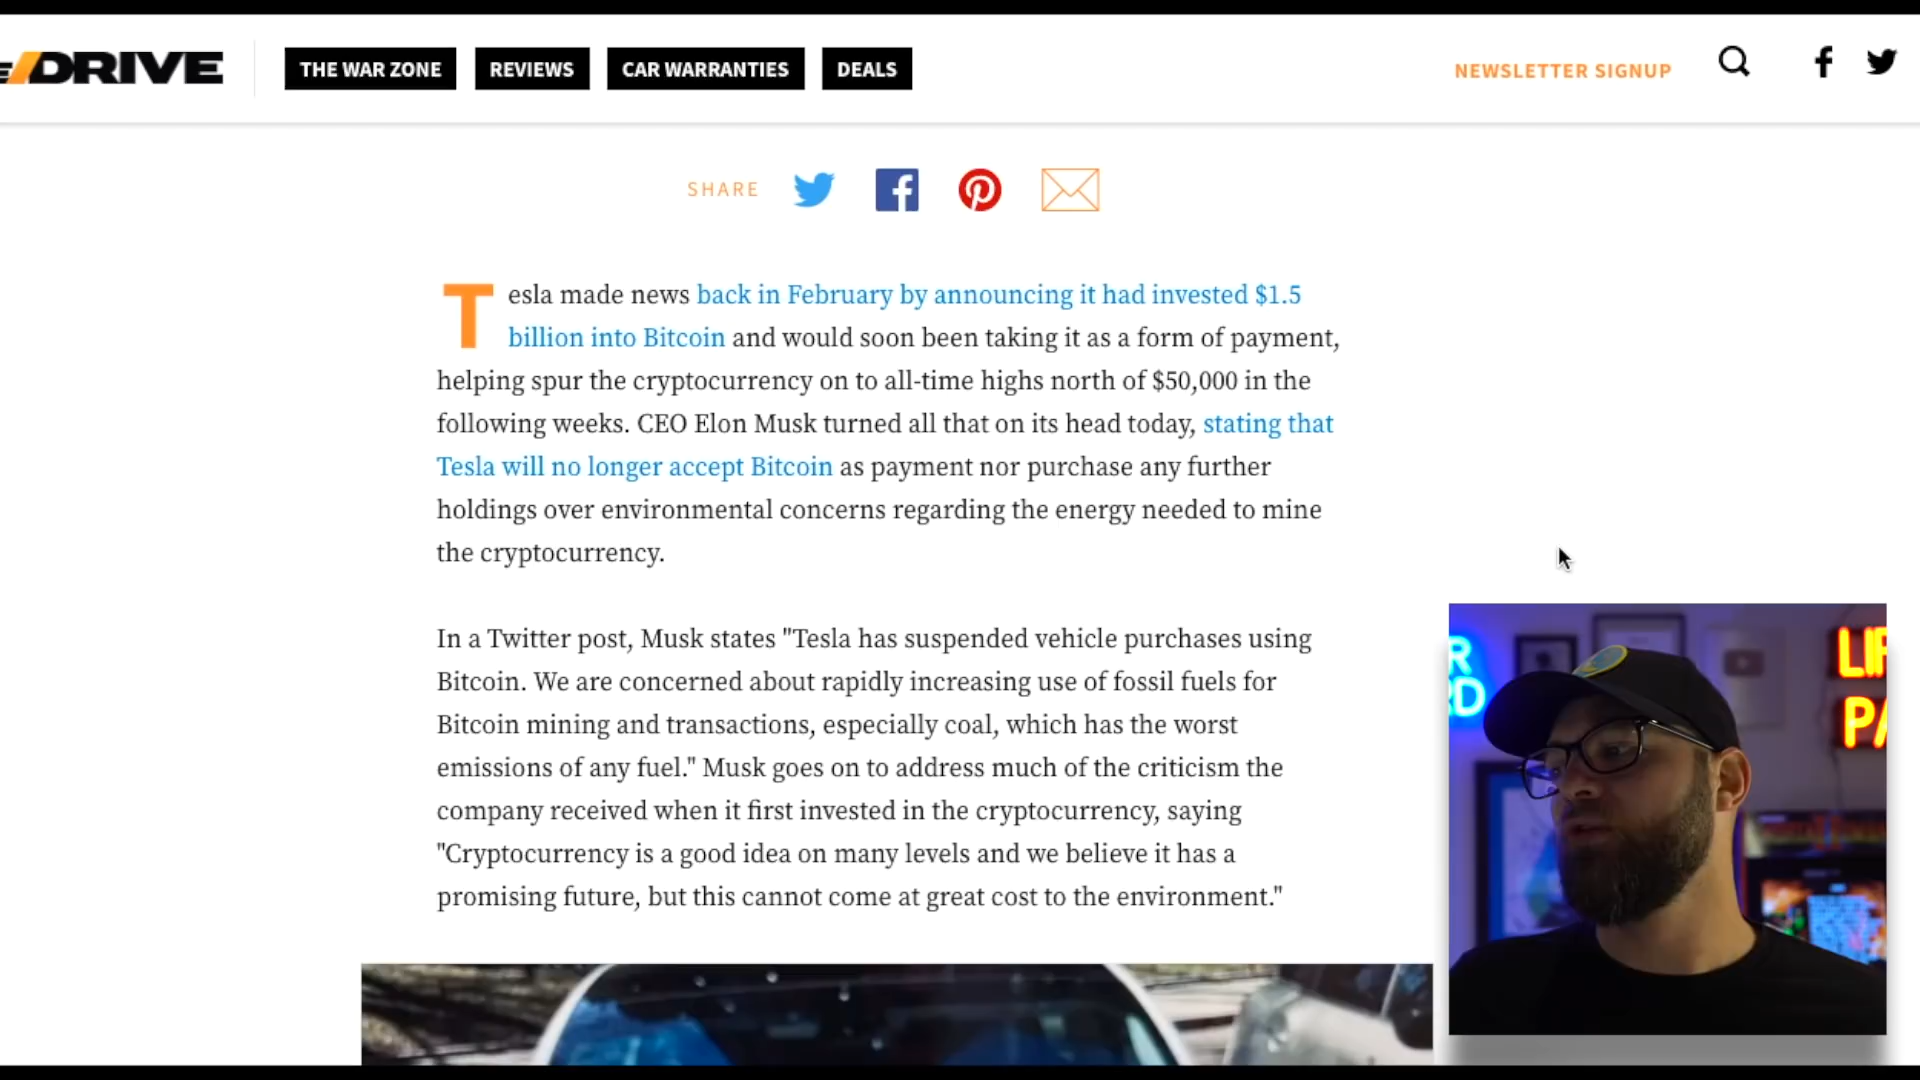 DRIVE
THE WAR ZONE
REVIEWS
CAR WARRANTIES
DEALS
NEWSLETTER SIGNUP
SHARE
Tesla made news back in February by announcing it had invested $1.5
billion into Bitcoin and would soon been taking it as a form of payment,
helping spur the cryptocurrency on to all-time highs north of $50,000 in the
following weeks. CEO Elon Musk turned all that on its head today, stating that
Tesla will no longer accept Bitcoin as payment nor purchase any further
holdings over environmental concerns regarding the energy needed to mine
the cryptocurrency.
In a Twitter post, Musk states "Tesla has suspended vehicle purchases using
Bitcoin. We are concerned about rapidly increasing use of fossil fuels for
Bitcoin mining and transactions, especially coal, which has the worst
emissions of any fuel." Musk goes on to address much of the criticism the
company received when it first invested in the cryptocurrency, saying
"Cryptocurrency is a good idea on many levels and we believe it has a
promising future, but this cannot come at great cost to the environment."